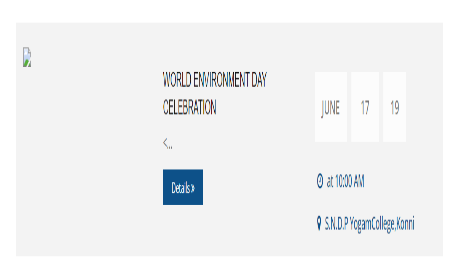 WORLD ENVIRONMENT DAY
CELEBRATION
<..
Details »
JUNE 17 19
at 10:00 AM
S.N.D.P YogamCollege,Konni